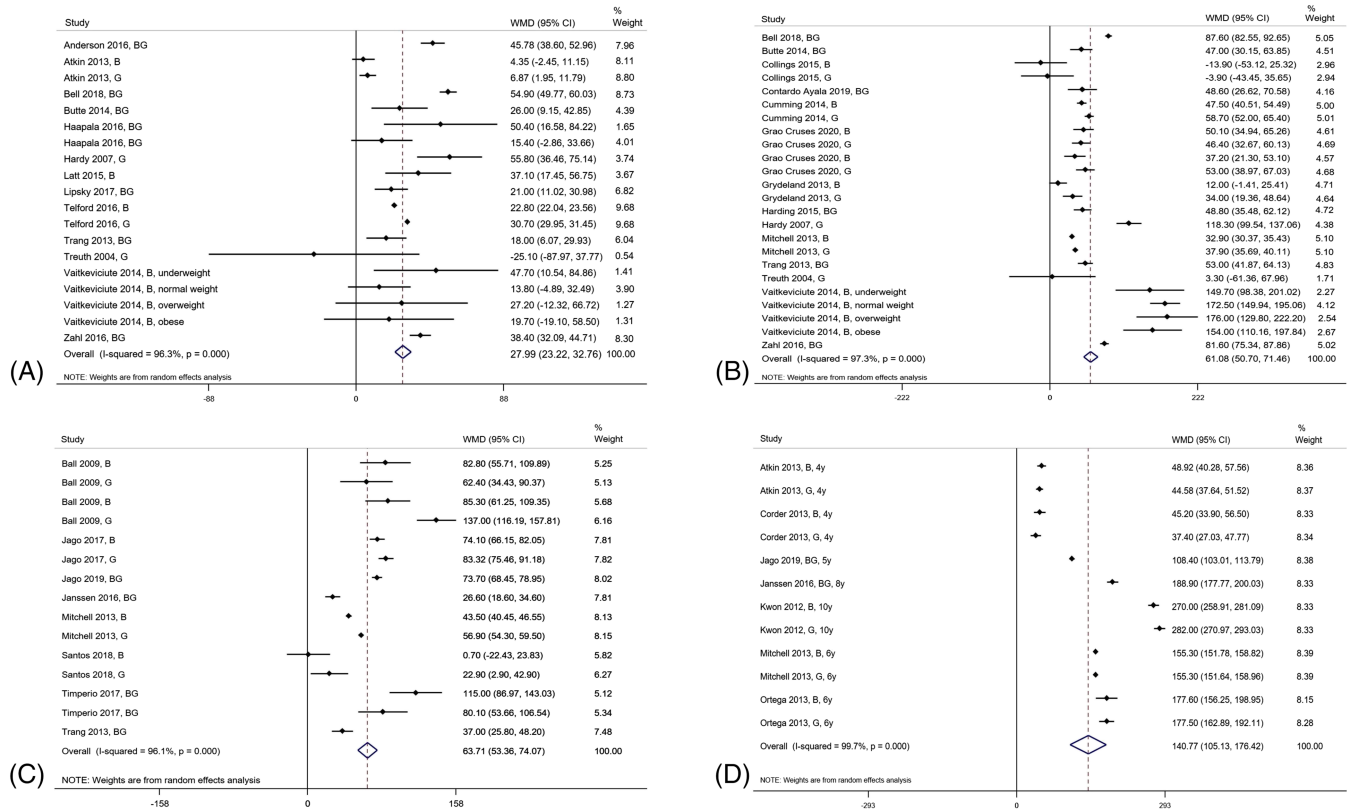 Study WMD (95% CI) % Weight
Anderson 2016, BG 45.78 (38.60, 52.96) 7.96
Atkin 2013, B 4.35 (-2.45, 11.15) 8.11
Atkin 2013, G 6.87 (1.95, 11.79) 8.80
Bell 2018, BG 54.90 (49.77, 60.03) 8.73
Butte 2014, BG 26.00 (9.15, 42.85) 4.39
Haapala 2016, BG 50.40 (16.58, 84.22) 1.65
Haapala 2016, BG 15.40 (-2.86, 33.66) 4.01
Hardy 2007, G 55.80 (36.46, 75.14) 3.74
Latt 2015, B 37.10 (17.45, 56.75) 3.67
Lipsky 2017, BG 21.00 (11.02, 30.98) 6.82
Telford 2016, B 22.80 (22.04, 23.56) 9.68
Telford 2016, G 30.70 (29.95, 31.45) 9.68
Trang 2013, BG 18.00 (6.07, 29.93) 6.04
Treuth 2004, G -25.10 (-87.97, 37.77) 0.54
Vaitkeviciute 2014, B, underweight 47.70 (10.54, 84.86) 1.41
Vaitkeviciute 2014, B, normal weight 13.80 (-4.89, 32.49) 3.90
Vaitkeviciute 2014, B, overweight 27.20 (-12.32, 66.72) 1.27
Vaitkeviciute 2014, B, obese 19.70 (-19.10, 58.50) 1.31
Zahl 2016, BG 38.40 (32.09, 44.71) 8.30
Overall (I-squared = 96.3%, p = 0.000) 27.99 (23.22, 32.76) 100.00
(A)
NOTE: Weights are from random effects analysis
-88 0 88
Study WMD (95% CI) % Weight
Bell 2018, BG 87.60 (82.55, 92.65) 5.05
Butte 2014, BG 47.00 (30.15, 63.85) 4.51
Collings 2015, B -13.90 (-53.12, 25.32) 2.96
Collings 2015, G -3.90 (-43.45, 35.65) 2.94
Contardo Ayala 2019, BG 48.60 (26.62, 70.58) 4.16
Cumming 2014, B 47.50 (40.51, 54.49) 5.00
Cumming 2014, G 58.70 (52.00, 65.40) 5.01
Grao Cruses 2020, B 50.10 (34.94, 65.26) 4.61
Grao Cruses 2020, G 46.40 (32.67, 60.13) 4.69
Grao Cruses 2020, B 37.20 (21.30, 53.10) 4.57
Grao Cruses 2020, G 53.00 (38.97, 67.03) 4.68
Grydeland 2013, B 12.00 (-1.41, 25.41) 4.71
Grydeland 2013, G 34.00 (19.36, 48.64) 4.64
Harding 2015, BG 48.80 (35.48, 62.12) 4.72
Hardy 2007, G 118.30 (99.54, 137.06) 4.38
Mitchell 2013, B 32.90 (30.37, 35.43) 5.10
Mitchell 2013, G 37.90 (35.69, 40.11) 5.10
Trang 2013, BG 53.00 (41.87, 64.13) 4.83
Treuth 2004, G 3.30 (-61.36, 67.96) 1.71
Vaitkeviciute 2014, B, underweight 149.70 (98.38, 201.02) 2.27
Vaitkeviciute 2014, B, normal weight 172.50 (149.94, 195.06) 4.12
Vaitkeviciute 2014, B, overweight 176.00 (129.80, 222.20) 2.54
Vaitkeviciute 2014, B, obese 154.00 (110.16, 197.84) 2.67
Zahl 2016, BG 81.60 (75.34, 87.86) 5.02
Overall (I-squared = 97.3%, p = 0.000) 61.08 (50.70, 71.46) 100.00
(B)
NOTE: Weights are from random effects analysis
-222 0 222
Study WMD (95% CI) % Weight
Ball 2009, B 82.80 (55.71, 109.89) 5.25
Ball 2009, G 62.40 (34.43, 90.37) 5.13
Ball 2009, B 85.30 (61.25, 109.35) 5.68
Ball 2009, G 137.00 (116.19, 157.81) 6.16
Jago 2017, B 74.10 (66.15, 82.05) 7.81
Jago 2017, G 83.32 (75.46, 91.18) 7.82
Jago 2019, BG 73.70 (68.45, 78.95) 8.02
Janssen 2016, BG 26.60 (18.60, 34.60) 7.81
Mitchell 2013, B 43.50 (40.45, 46.55) 8.13
Mitchell 2013, G 56.90 (54.30, 59.50) 8.15
Santos 2018, B 0.70 (-22.43, 23.83) 5.82
Santos 2018, G 22.90 (2.90, 42.90) 6.27
Timperio 2017, BG 115.00 (86.97, 143.03) 5.12
Timperio 2017, BG 80.10 (53.66, 106.54) 5.34
Trang 2013, BG 37.00 (25.80, 48.20) 7.48
Overall (I-squared = 96.1%, p = 0.000) 63.71 (53.36, 74.07) 100.00
(C)
NOTE: Weights are from random effects analysis
-158 0 158
Study WMD (95% CI) % Weight
Atkin 2013, B, 4y 48.92 (40.28, 57.56) 8.36
Atkin 2013, G, 4y 44.58 (37.64, 51.52) 8.37
Corder 2013, B, 4y 45.20 (33.90, 56.50) 8.33
Corder 2013, G, 4y 37.40 (27.03, 47.77) 8.34
Jago 2019, BG, 5y 108.40 (103.01, 113.79) 8.38
Janssen 2016, BG, 8y 188.90 (177.77, 200.03) 8.33
Kwon 2012, B, 10y 270.00 (258.91, 281.09) 8.33
Kwon 2012, G, 10y 282.00 (270.97, 293.03) 8.33
Mitchell 2013, B, 6y 155.30 (151.78, 158.82) 8.39
Mitchell 2013, G, 6y 155.30 (151.64, 158.96) 8.39
Ortega 2013, B, 6y 177.60 (156.25, 198.95) 8.15
Ortega 2013, G, 6y 177.50 (162.89, 192.11) 8.28
Overall (I-squared = 99.7%, p = 0.000) 140.77 (105.13, 176.42) 100.00
(D)
NOTE: Weights are from random effects analysis
-293 0 293